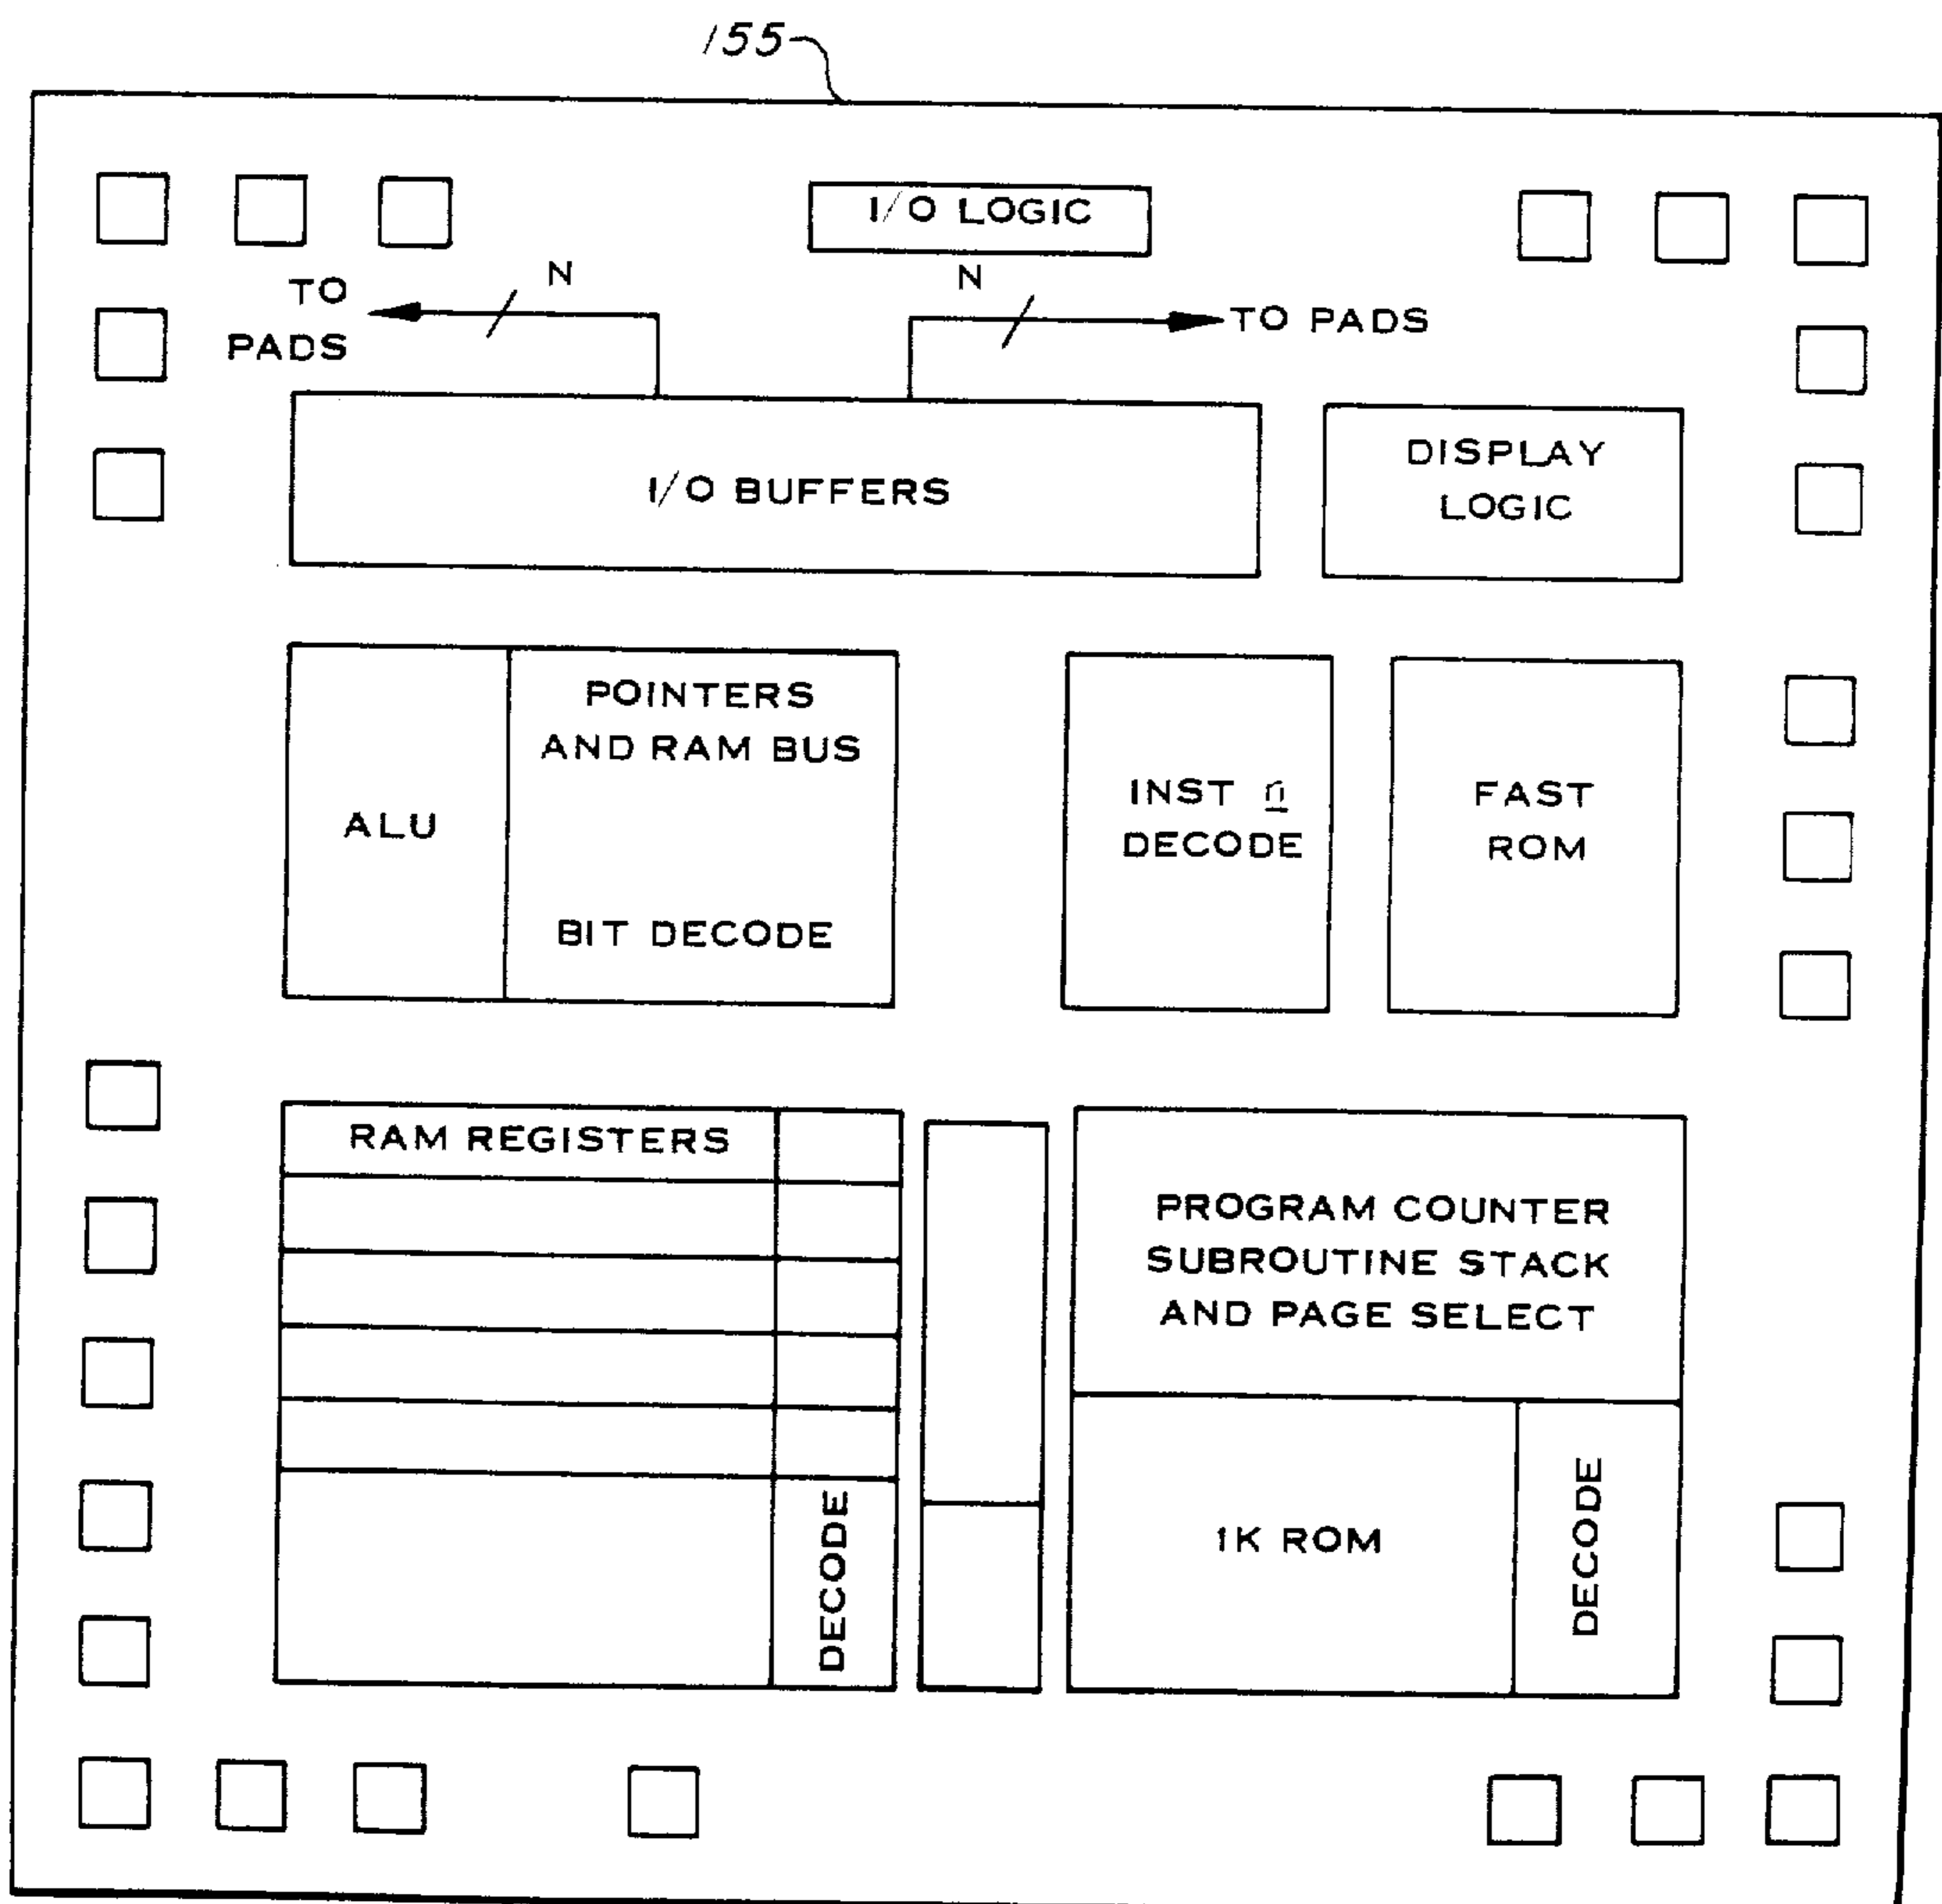 155
I/O LOGIC
N
N
TO
PADS
TO PADS
I/O BUFFERS
DISPLAY
LOGIC
ALU
POINTERS
AND RAM BUS
BIT DECODE
INST n
DECODE
FAST
ROM
RAM REGISTERS
DECODE
PROGRAM COUNTER
SUBROUTINE STACK
AND PAGE SELECT
1K ROM
DECODE